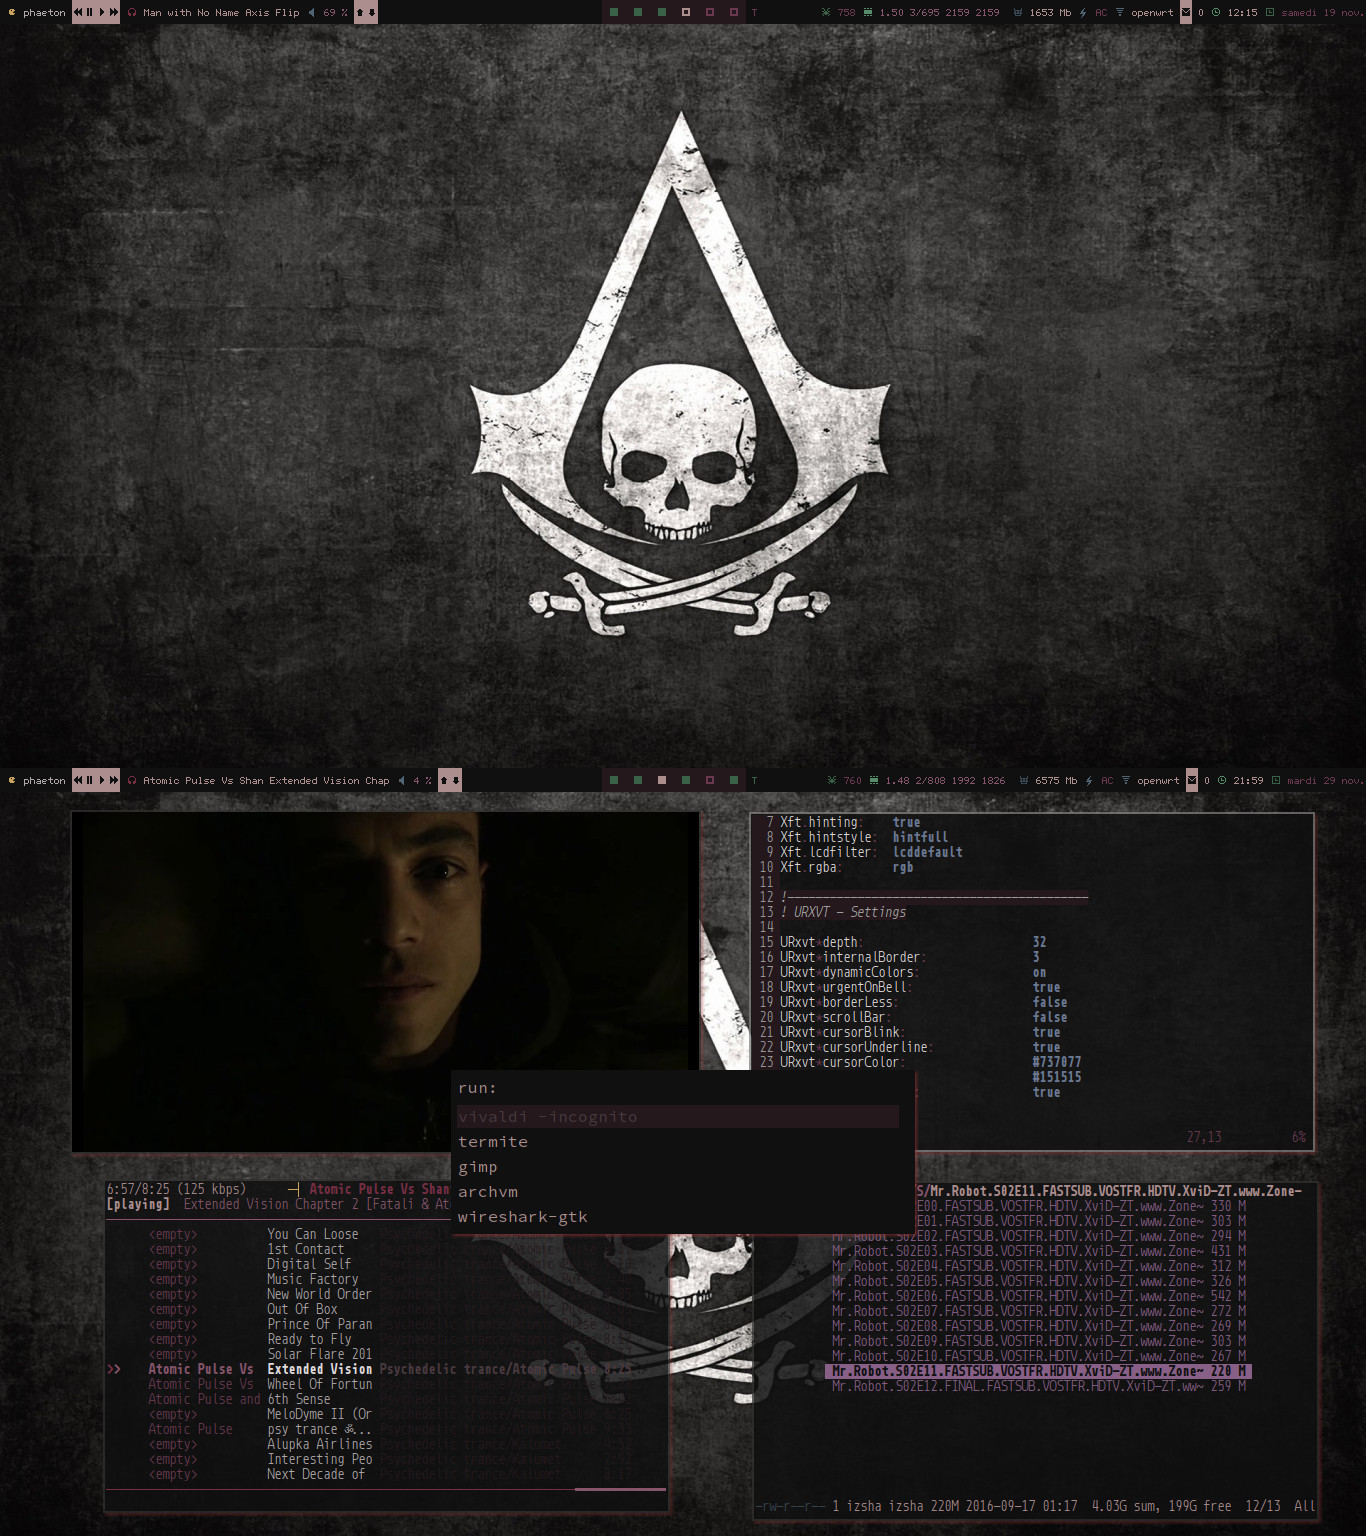 phaeton Man with No Name Axis Flip 69 % T 758 1.50 3/695 2159 2159 1653 Mb AC openwrt 0 12:15 samedi 19 nov.
phaeton Atomic Pulse Vs Shan Extended Vision Chap 4 % T 760 1.48 2/808 1992 1826 6575 Mb AC openwrt 0 21:59 mardi 29 nov.
7 Xft.hinting: true
8 Xft.hintstyle: hintfull
9 Xft.lcdfilter: lcddefault
10 Xft.rgba: rgb
11
12 !-------------------------------------------
13 ! URXVT - Settings
14
15 URxvt*depth: 32
16 URxvt*internalBorder: 3
17 URxvt*dynamicColors: on
18 URxvt*urgentOnBell: true
19 URxvt*borderLess: false
20 URxvt*scrollBar: false
21 URxvt*cursorBlink: true
22 URxvt*cursorUnderline: true
23 URxvt*cursorColor: #737077
#151515
: true
27,13 6%
run:
vivaldi -incognito
termite
gimp
archvm
wireshark-gtk
6:57/8:25 (125 kbps) Atomic Pulse Vs Shan
[playing] Extended Vision Chapter 2 [Fatali & At
<empty> You Can Loose
<empty> 1st Contact
<empty> Digital Self
<empty> Music Factory
<empty> New World Order
<empty> Out Of Box
<empty> Prince Of Paran
<empty> Ready to Fly
<empty> Solar Flare 201
>> Atomic Pulse Vs Extended Vision Psychedelic trance/Atomic Pulse 8:25
Atomic Pulse Vs Wheel Of Fortun
Atomic Pulse and 6th Sense
<empty> MeloDyme II (Or
Atomic Pulse psy trance ॐ...
<empty> Alupka Airlines
<empty> Interesting Peo
<empty> Next Decade of
S/Mr.Robot.S02E11.FASTSUB.VOSTFR.HDTV.XviD-ZT.www.Zone-
E00.FASTSUB.VOSTFR.HDTV.XviD-ZT.www.Zone~ 330 M
E01.FASTSUB.VOSTFR.HDTV.XviD-ZT.www.Zone~ 303 M
Mr.Robot.S02E02.FASTSUB.VOSTFR.HDTV.XviD-ZT.www.Zone~ 294 M
Mr.Robot.S02E03.FASTSUB.VOSTFR.HDTV.XviD-ZT.www.Zone~ 431 M
Mr.Robot.S02E04.FASTSUB.VOSTFR.HDTV.XviD-ZT.www.Zone~ 312 M
Mr.Robot.S02E05.FASTSUB.VOSTFR.HDTV.XviD-ZT.www.Zone~ 326 M
Mr.Robot.S02E06.FASTSUB.VOSTFR.HDTV.XviD-ZT.www.Zone~ 542 M
Mr.Robot.S02E07.FASTSUB.VOSTFR.HDTV.XviD-ZT.www.Zone~ 272 M
Mr.Robot.S02E08.FASTSUB.VOSTFR.HDTV.XviD-ZT.www.Zone~ 269 M
Mr.Robot.S02E09.FASTSUB.VOSTFR.HDTV.XviD-ZT.www.Zone~ 303 M
Mr.Robot.S02E10.FASTSUB.VOSTFR.HDTV.XviD-ZT.www.Zone~ 267 M
Mr.Robot.S02E11.FASTSUB.VOSTFR.HDTV.XviD-ZT.www.Zone~ 220 M
Mr.Robot.S02E12.FINAL.FASTSUB.VOSTFR.HDTV.XviD-ZT.ww~ 259 M
-rw-r--r-- 1 izsha izsha 220M 2016-09-17 01:17 4.03G sum, 199G free 12/13 All